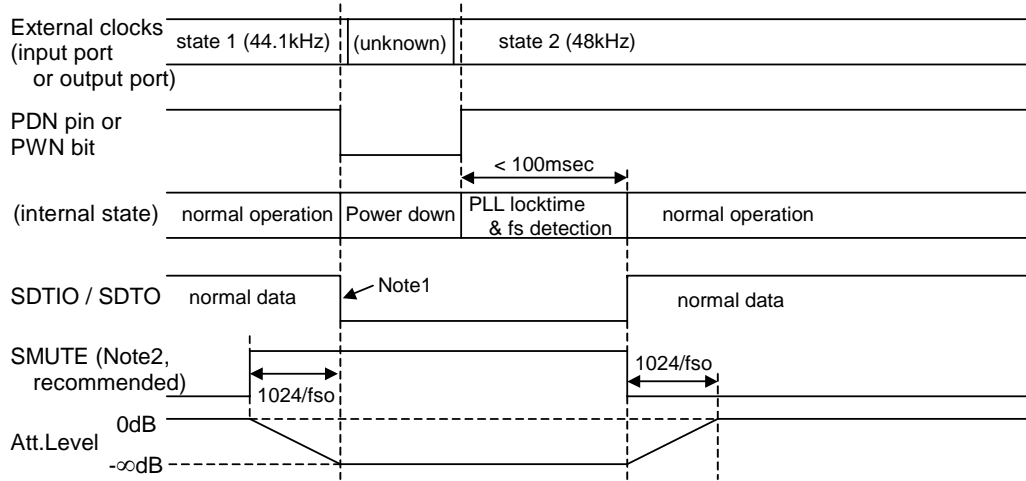 External clocks
(input port
or output port)
state 1 (44.1kHz)
(unknown)
state 2 (48kHz)
PDN pin or
PWN bit
< 100msec
(internal state)
normal operation
Power down
PLL locktime
& fs detection
normal operation
SDTIO / SDTO
normal data
Note1
normal data
SMUTE (Note2,
recommended)
1024/fso
1024/fso
Att.Level
0dB
-∞dB